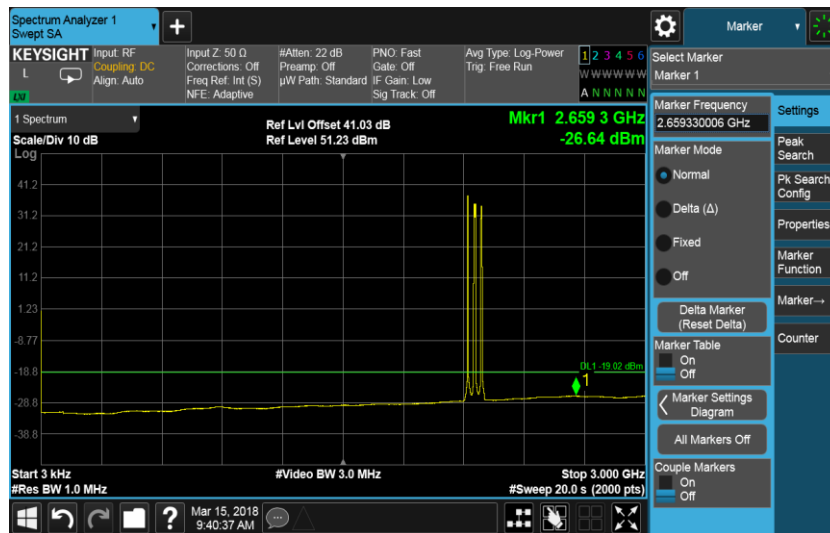 Spectrum Analyzer 1
Swept SA
Marker
KEYSIGHT
L
LXI
Input: RF
Coupling: DC
Align: Auto
Input Z: 50 Ω
Corrections: Off
Freq Ref: Int (S)
NFE: Adaptive
#Atten: 22 dB
Preamp: Off
µW Path: Standard
PNO: Fast
Gate: Off
IF Gain: Low
Sig Track: Off
Avg Type: Log-Power
Trig: Free Run
1 2 3 4 5 6
W W W W W W
A N N N N N
Select Marker
Marker 1
1 Spectrum
Scale/Div 10 dB
Log
Ref Lvl Offset 41.03 dB
Ref Level 51.23 dBm
Mkr1 2.659 3 GHz
-26.64 dBm
41.2
31.2
21.2
11.2
1.23
-8.77
-18.8
-28.8
-38.8
DL1 -19.02 dBm
1
Start 3 kHz
#Res BW 1.0 MHz
#Video BW 3.0 MHz
Stop 3.000 GHz
#Sweep 20.0 s (2000 pts)
Marker Frequency
2.659330006 GHz
Marker Mode
Normal
Delta (Δ)
Fixed
Off
Delta Marker
(Reset Delta)
Marker Table
On
Off
Marker Settings
Diagram
All Markers Off
Couple Markers
On
Off
Settings
Peak
Search
Pk Search
Config
Properties
Marker
Function
Marker→
Counter
?
Mar 15, 2018
9:40:37 AM